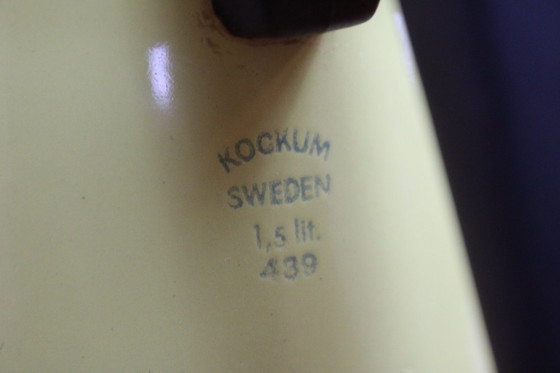 KOCKUM
SWEDEN
1,5 lit.
439